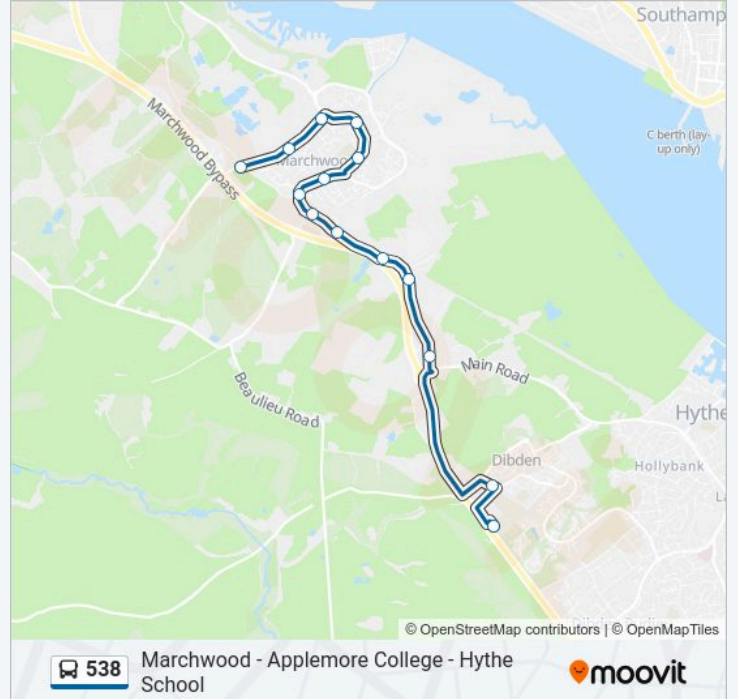 Southamp
Marchwood Bypass
C berth (lay-
up only)
Marchwoo
Main Road
Beaulieu Road
Hythe
Dibden
Hollybank
© OpenStreetMap contributors | © OpenMapTiles
538
Marchwood - Applemore College - Hythe
School
moovit